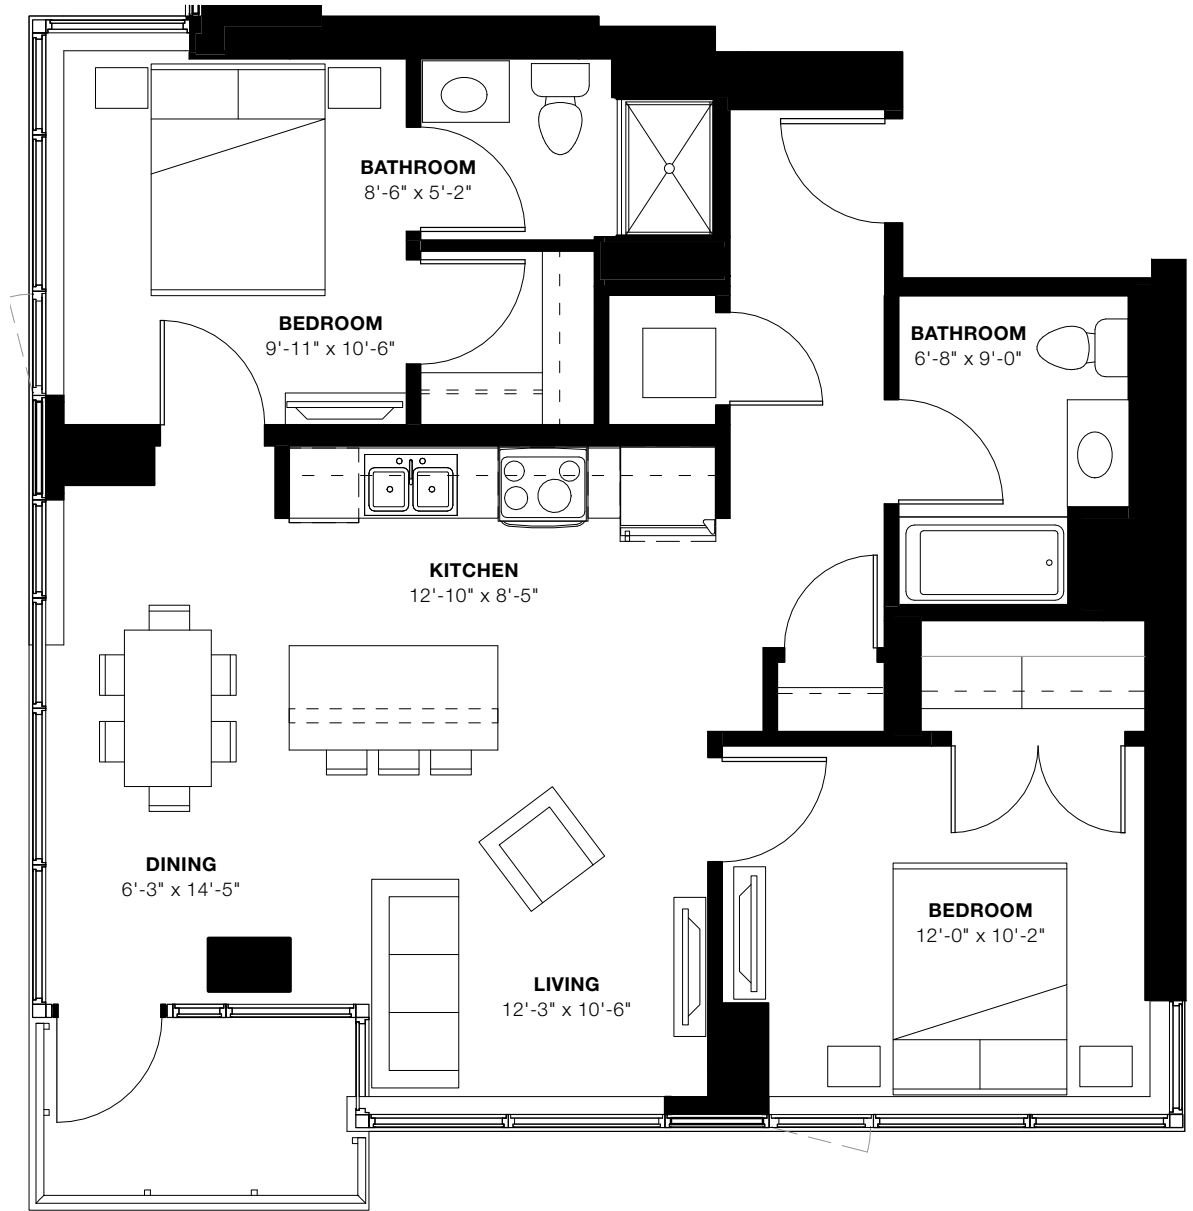 BATHROOM
8'-6" x 5'-2"
BEDROOM
9'-11" x 10'-6"
BATHROOM
6'-8" x 9'-0"
KITCHEN
12'-10" x 8'-5"
DINING
6'-3" x 14'-5"
BEDROOM
12'-0" x 10'-2"
LIVING
12'-3" x 10'-6"